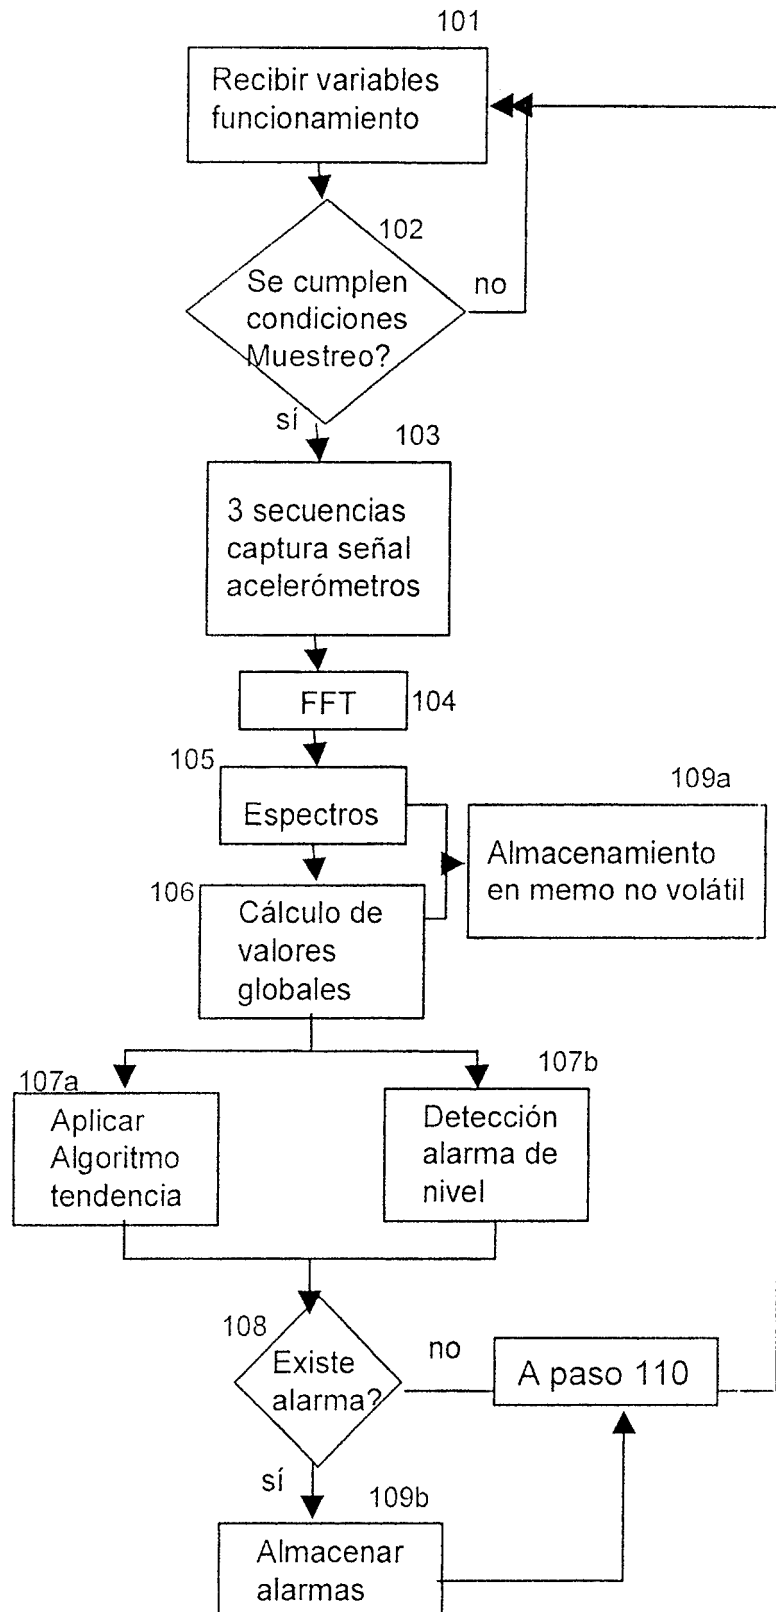 101
Recibir variables
funcionamiento
102
Se cumplen
condiciones
Muestreo?
no
sí
103
3 secuencias
captura señal
acelerómetros
FFT
104
105
Espectros
109a
Almacenamiento
en memo no volátil
106
Cálculo de
valores
globales
107a
Aplicar
Algoritmo
tendencia
107b
Detección
alarma de
nivel
108
Existe
alarma?
no
A paso 110
sí
109b
Almacenar
alarmas